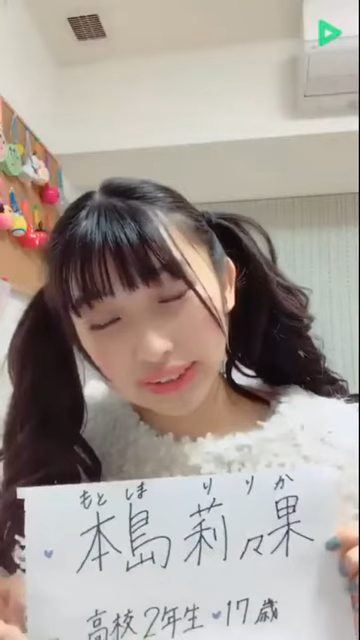 もとしま りりか
本島莉々果
高校2年生♥17歳